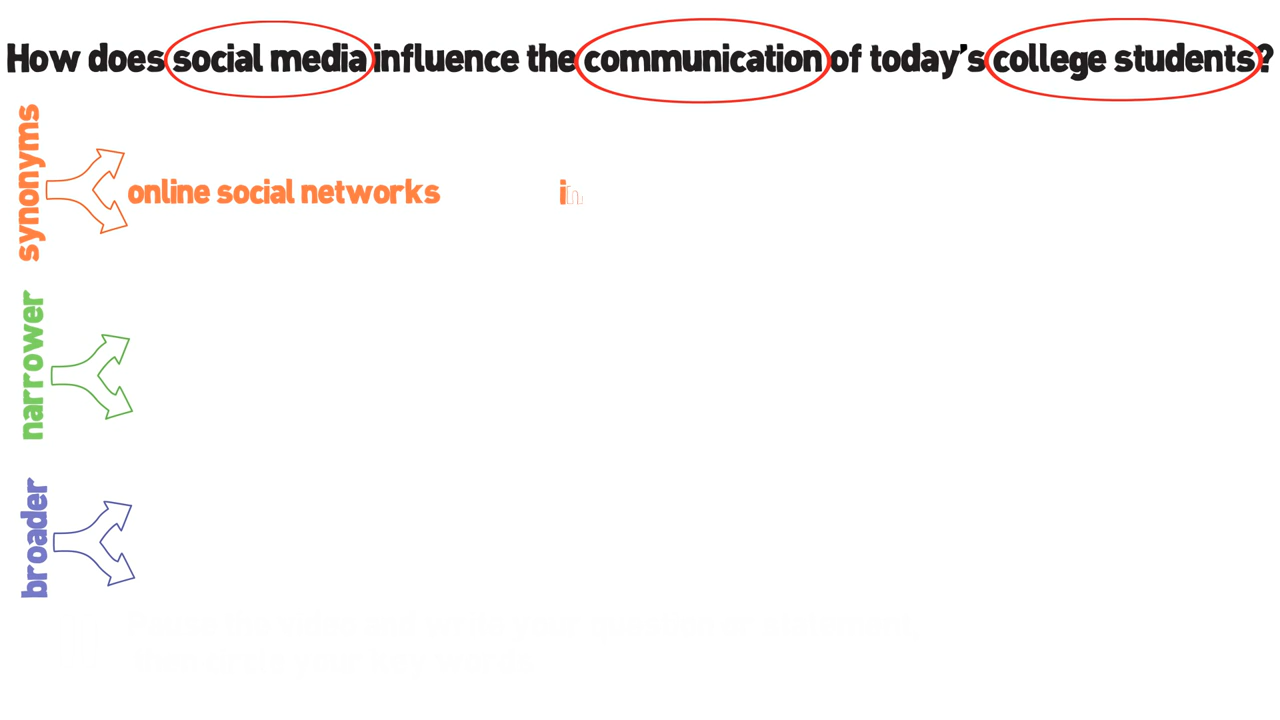 How does social media influence the communication of today's college students?
synonyms
online social networks
narrower
broader